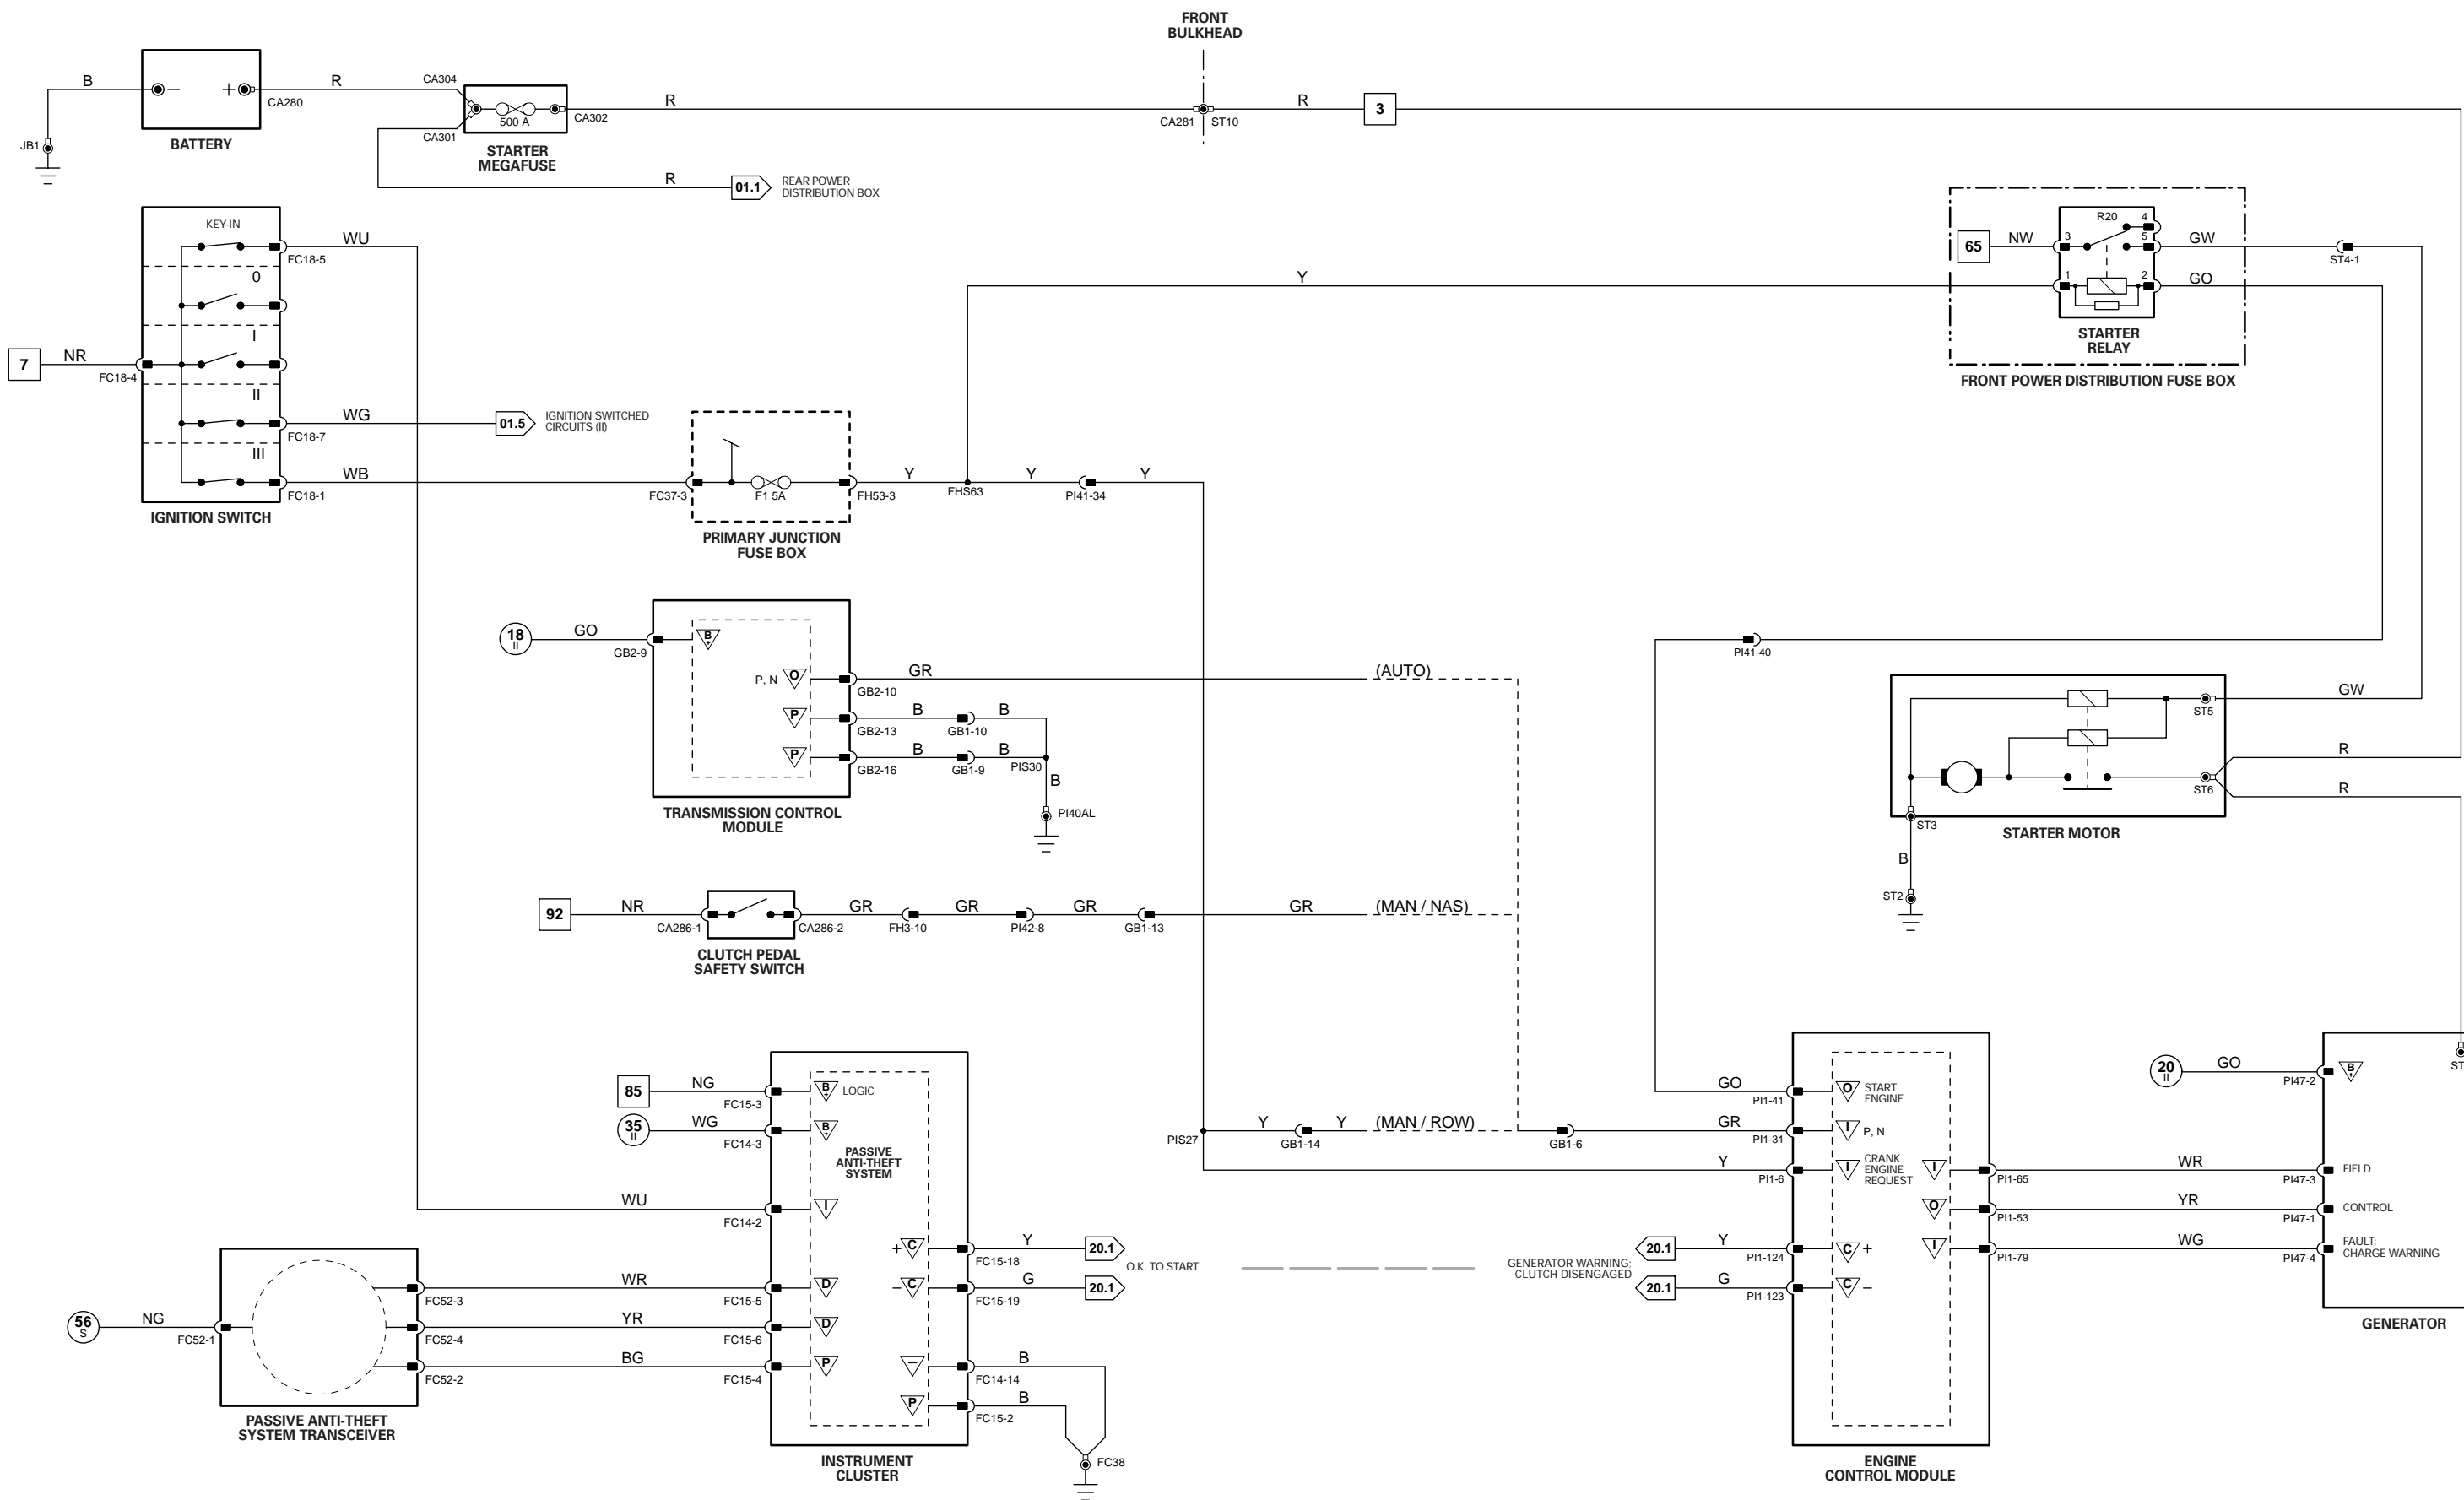 FRONT
BULKHEAD
B
R
CA304
+
−
CA280
JB1
BATTERY
500 A
CA302
CA301
STARTER
MEGAFUSE
R
CA281
ST10
R
3
R
01.1
REAR POWER
DISTRIBUTION BOX
KEY-IN
WU
FC18-5
0
I
7
NR
FC18-4
II
WG
FC18-7
01.5
IGNITION SWITCHED
CIRCUITS (II)
III
WB
FC18-1
IGNITION SWITCH
FC37-3
F1 5A
FH53-3
PRIMARY JUNCTION
FUSE BOX
Y
FHS63
Y
PI41-34
Y
Y
65
NW
R20
4
3
5
1
2
GW
GO
ST4-1
STARTER
RELAY
FRONT POWER DISTRIBUTION FUSE BOX
18
II
GO
GB2-9
B
+
P, N
O
GR
GB2-10
(AUTO)
P
B
B
GB2-13
GB1-10
P
B
B
GB2-16
GB1-9
PIS30
B
PI40AL
TRANSMISSION CONTROL
MODULE
PI41-40
GW
ST5
R
ST6
R
ST3
STARTER MOTOR
B
ST2
92
NR
CA286-1
CA286-2
GR
FH3-10
GR
PI42-8
GR
GB1-13
GR
(MAN / NAS)
CLUTCH PEDAL
SAFETY SWITCH
85
NG
FC15-3
B
+
LOGIC
35
II
WG
FC14-3
B
+
PASSIVE
ANTI-THEFT
SYSTEM
WU
FC14-2
I
+
C
Y
FC15-18
20.1
O.K. TO START
−
C
G
FC15-19
20.1
WR
FC52-3
FC15-5
D
56
S
NG
FC52-1
YR
FC52-4
FC15-6
D
BG
FC52-2
FC15-4
P
−
B
FC14-14
P
B
FC15-2
FC38
PASSIVE ANTI-THEFT
SYSTEM TRANSCEIVER
INSTRUMENT
CLUSTER
PIS27
Y
GB1-14
Y
(MAN / ROW)
GB1-6
GO
PI1-41
O
START
ENGINE
GR
PI1-31
I
P, N
Y
PI1-6
I
CRANK
ENGINE
REQUEST
GENERATOR WARNING;
CLUTCH DISENGAGED
20.1
Y
PI1-124
C
+
20.1
G
PI1-123
C
−
I
PI1-65
WR
PI47-3
FIELD
O
PI1-53
YR
PI47-1
CONTROL
I
PI1-79
WG
PI47-4
FAULT;
CHARGE WARNING
20
II
GO
PI47-2
B
+
ST
GENERATOR
ENGINE
CONTROL MODULE